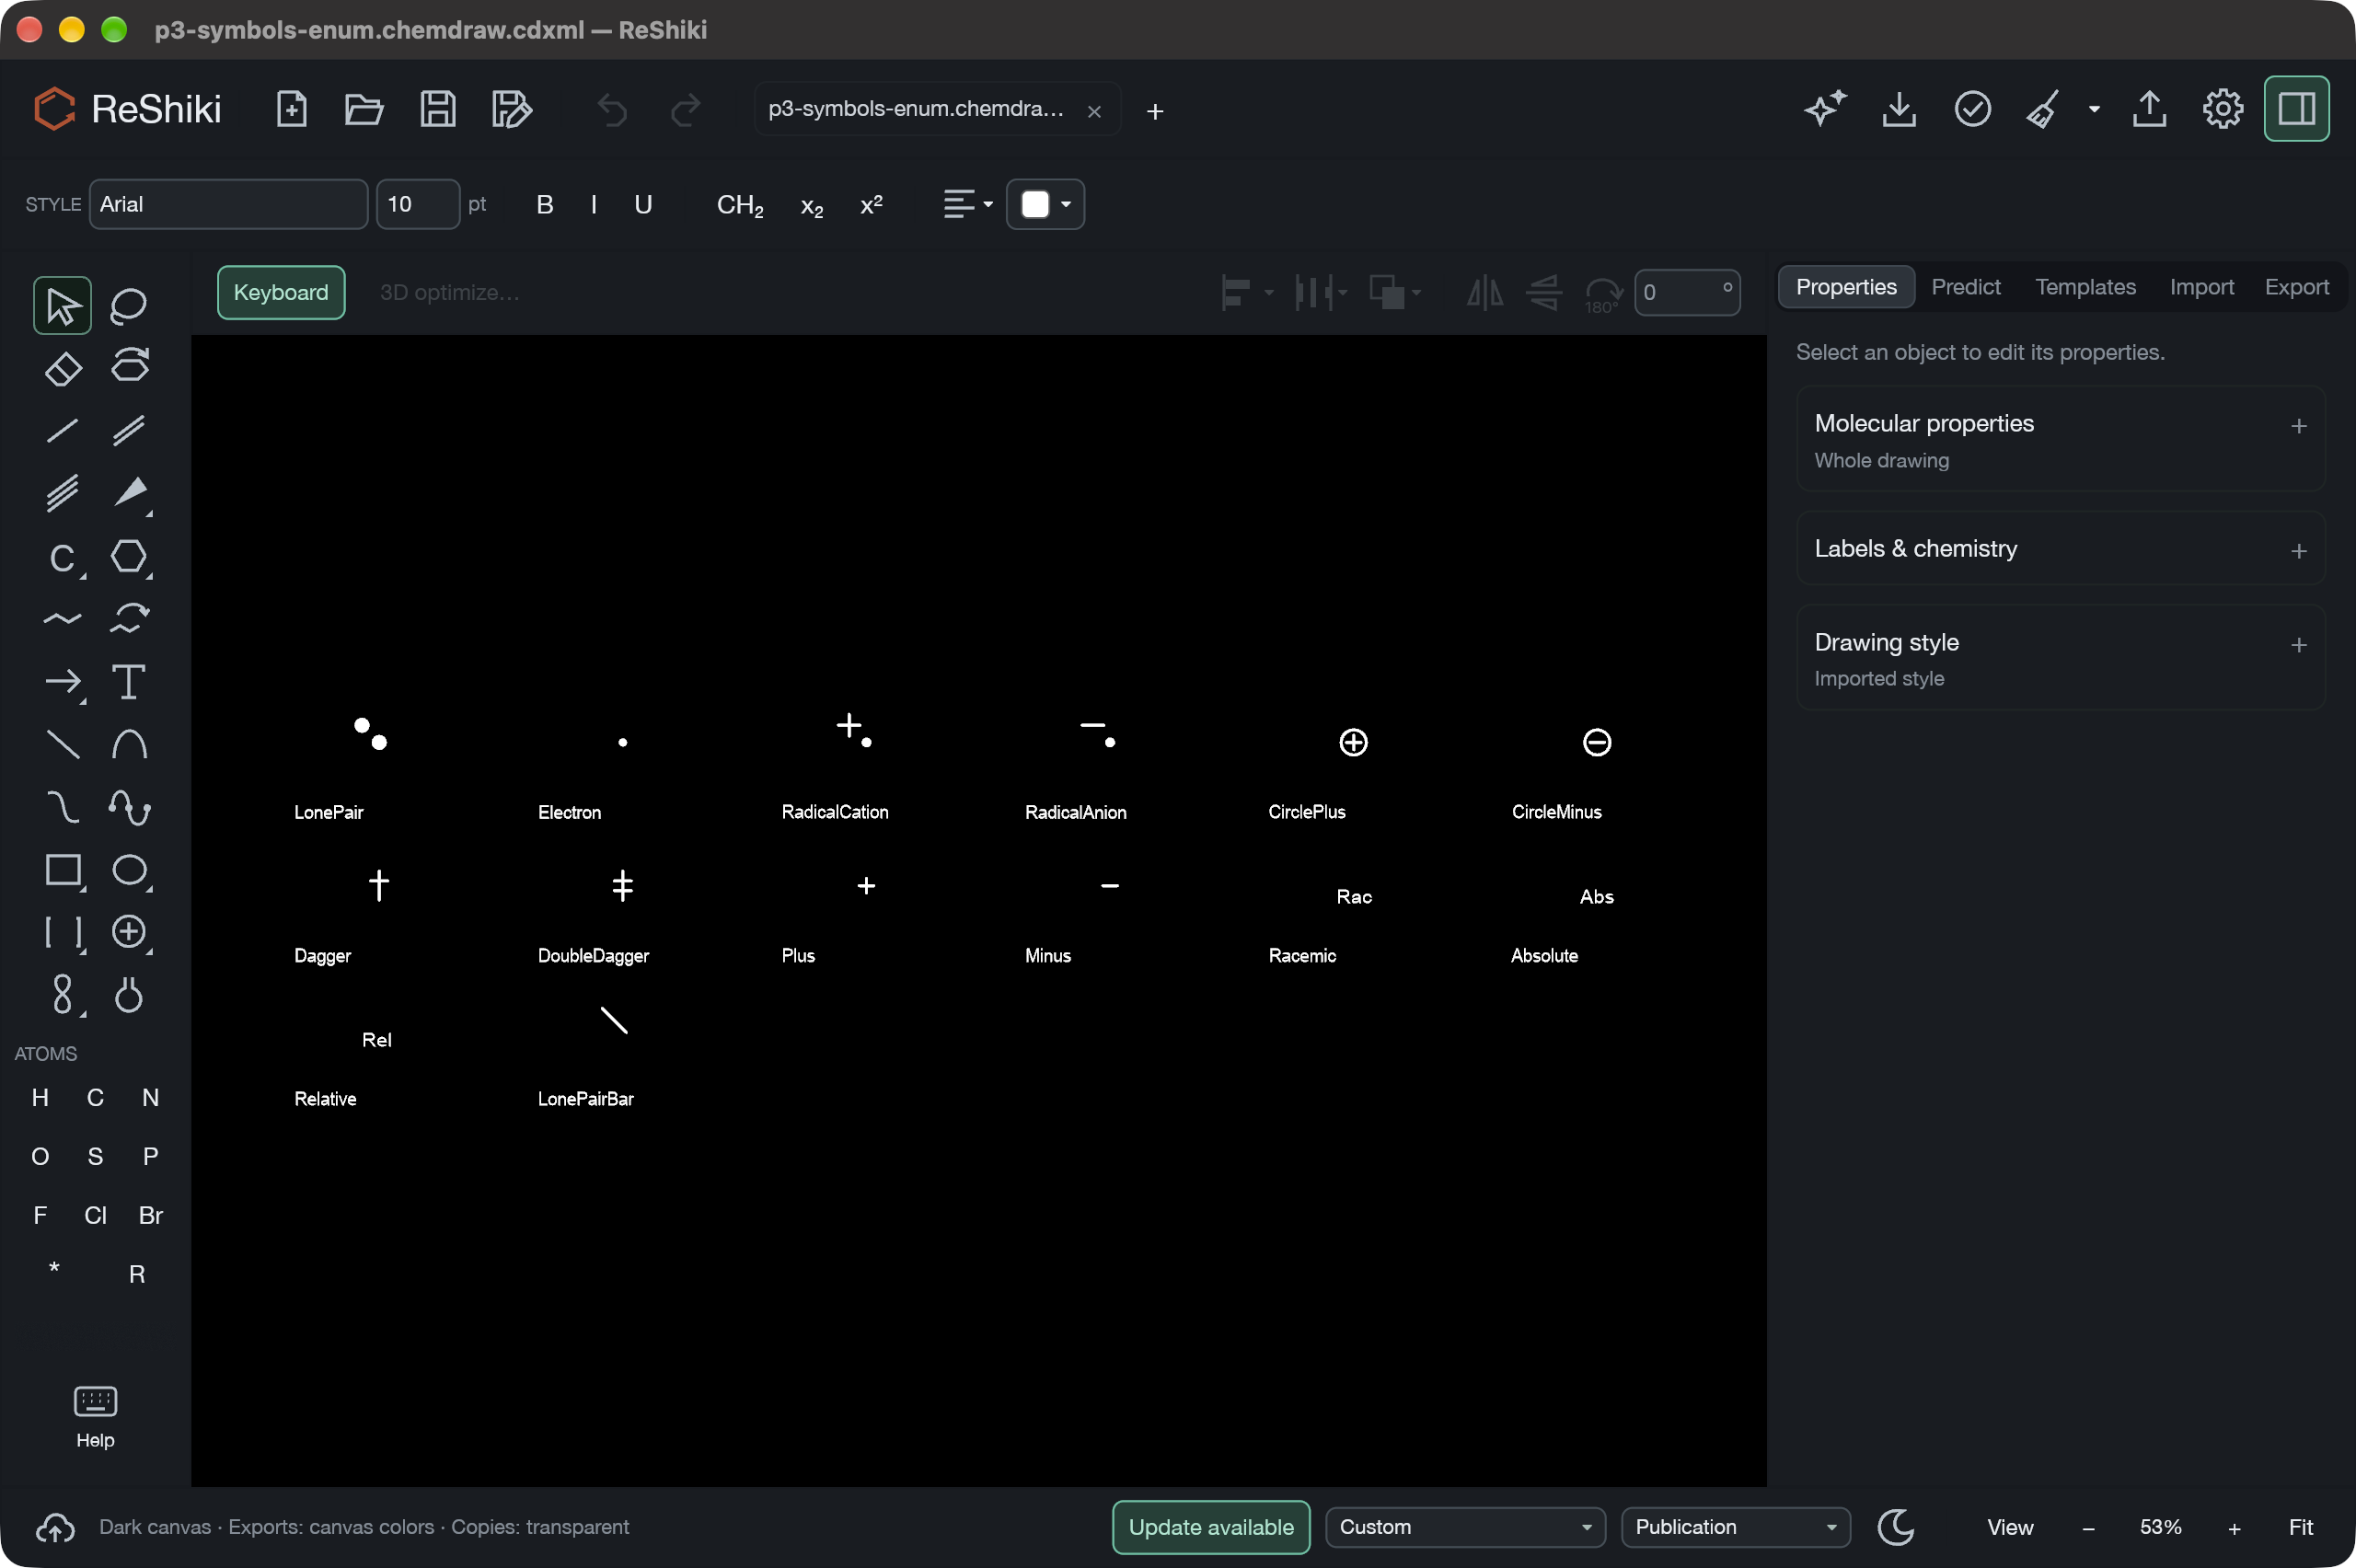 p3-symbols-enum.chemdraw.cdxml — ReShiki
ReShiki
p3-symbols-enum.chemdra... × +
STYLE Arial 10 pt B I U CH₂ x₂ x²
Keyboard 3D optimize... 180° 0 °
Properties Predict Templates Import Export
Select an object to edit its properties.
Molecular properties +
Whole drawing
Labels & chemistry +
Drawing style +
Imported style
C
T
ATOMS
H C N
O S P
F Cl Br
* R
Help
LonePair Electron RadicalCation RadicalAnion CirclePlus CircleMinus
Rac Abs
Dagger DoubleDagger Plus Minus Racemic Absolute
Rel
Relative LonePairBar
Dark canvas · Exports: canvas colors · Copies: transparent
Update available Custom Publication View – 53% + Fit